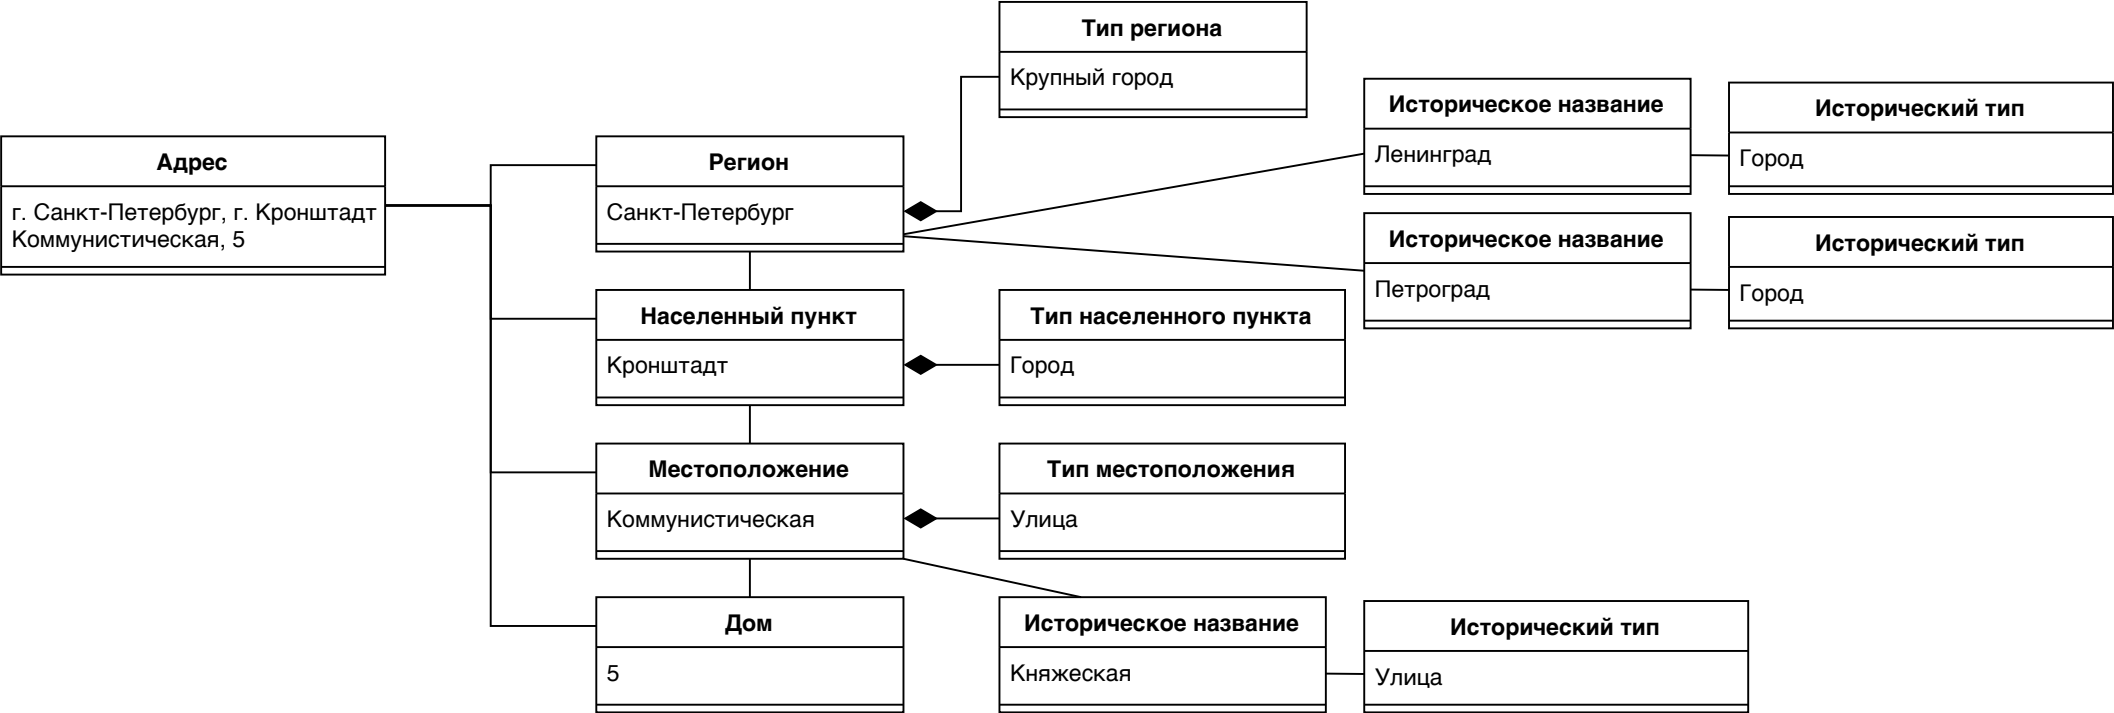 Тип региона
Крупный город
Историческое название
Ленинград
Исторический тип
Город
Адрес
г. Санкт-Петербург, г. Кронштадт
Коммунистическая, 5
Регион
Санкт-Петербург
Историческое название
Петроград
Исторический тип
Город
Населенный пункт
Кронштадт
Тип населенного пункта
Город
Местоположение
Коммунистическая
Тип местоположения
Улица
Дом
5
Историческое название
Княжеская
Исторический тип
Улица